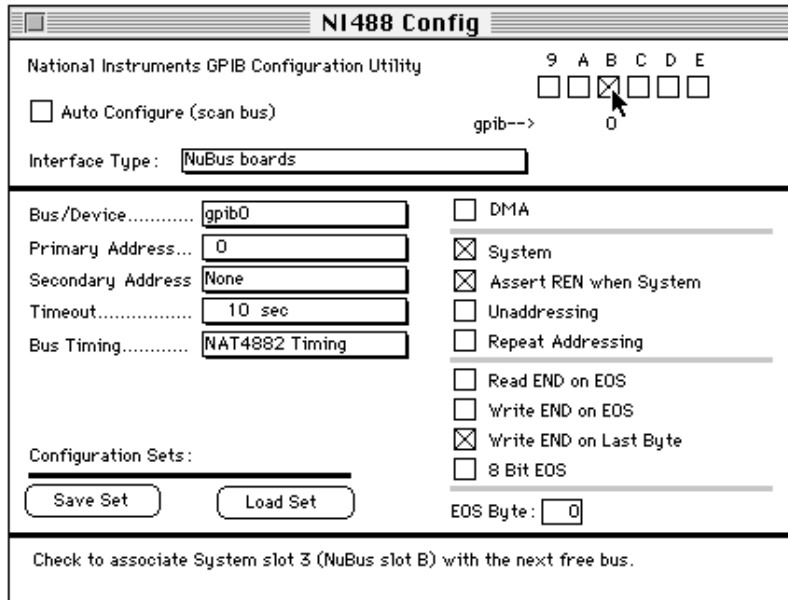 NI488 Config
National Instruments GPIB Configuration Utility
9 A B C D E
Auto Configure (scan bus)
gpib--> 0
Interface Type: NuBus boards
Bus/Device............ gpib0
Primary Address... 0
Secondary Address None
Timeout................. 10 sec
Bus Timing............ NAT4882 Timing
DMA
System
Assert REN when System
Unaddressing
Repeat Addressing
Read END on EOS
Write END on EOS
Write END on Last Byte
8 Bit EOS
EOS Byte: 0
Configuration Sets:
Save Set Load Set
Check to associate System slot 3 (NuBus slot B) with the next free bus.